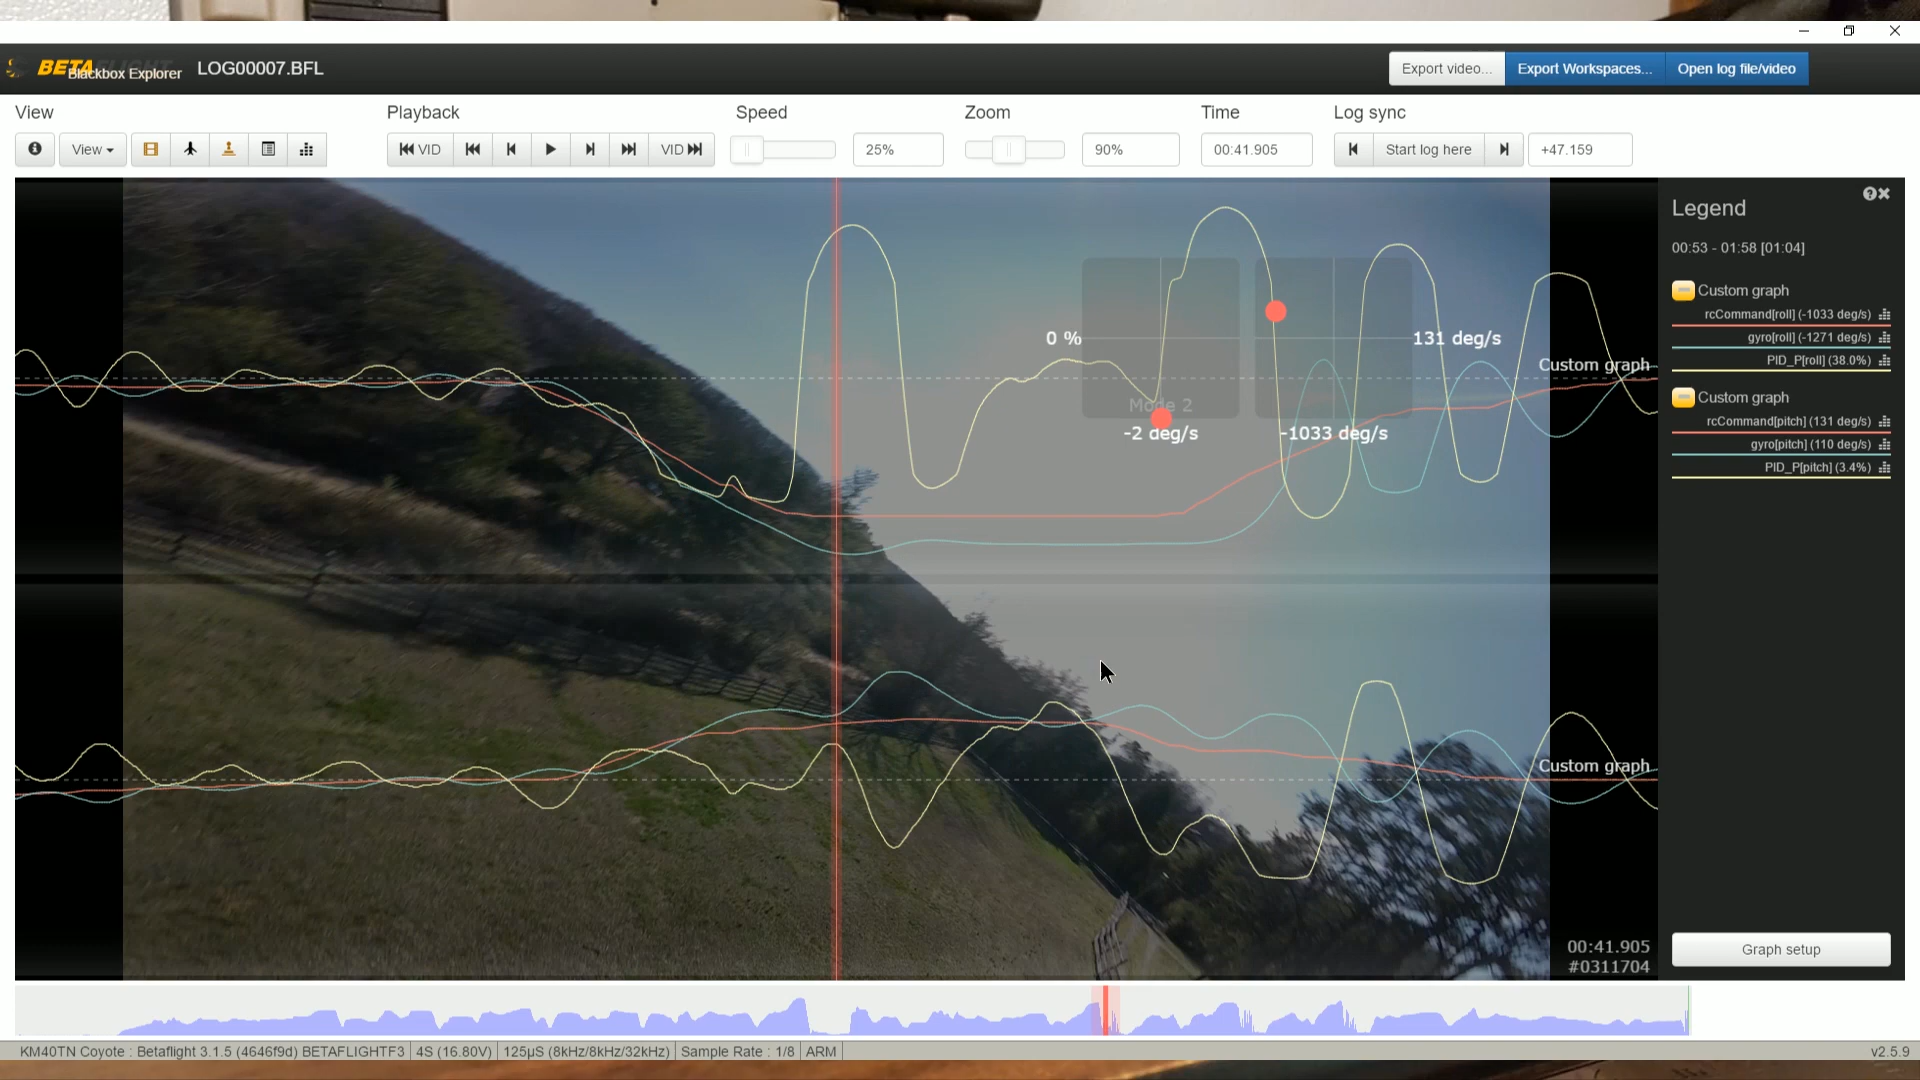 BETAFLIGHT
Blackbox Explorer
LOG00007.BFL
Export video...
Export Workspaces...
Open log file/video
View
Playback
Speed
Zoom
Time
Log sync
View
VID
VID
25%
90%
00:41.905
Start log here
+47.159
Legend
00:53 - 01:58 [01:04]
Custom graph
rcCommand[roll] (-1033 deg/s)
gyro[roll] (-1271 deg/s)
PID_P[roll] (38.0%)
Custom graph
rcCommand[pitch] (131 deg/s)
gyro[pitch] (110 deg/s)
PID_P[pitch] (3.4%)
0 %
131 deg/s
Custom graph
Mode 2
-2 deg/s
-1033 deg/s
Custom graph
00:41.905
#0311704
Graph setup
KM40TN Coyote : Betaflight 3.1.5 (4646f9d) BETAFLIGHTF3
4S (16.80V)
125µS (8kHz/8kHz/32kHz)
Sample Rate : 1/8
ARM
v2.5.9